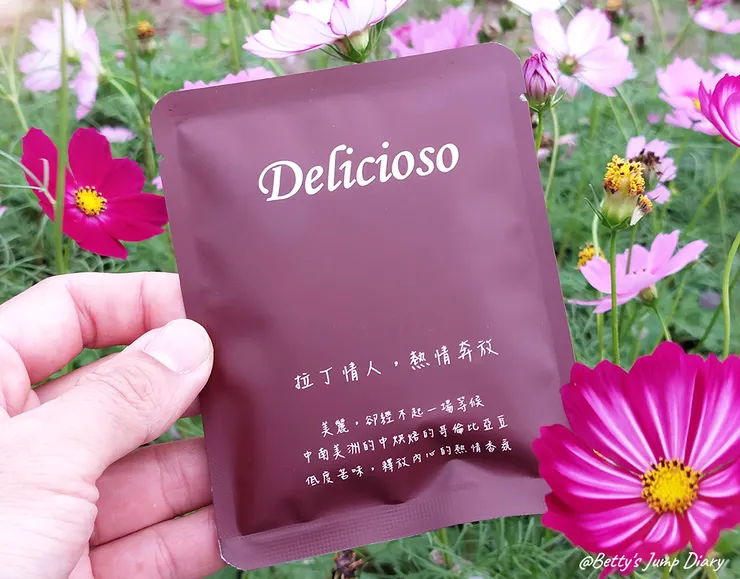 Delicioso
拉丁情人，熱情奔放
美麗，卻經不起一場等候
中南美洲的中烘焙的哥倫比亞豆
低度苦味，釋放內心的熱情香氛
@Betty's Jump Diary